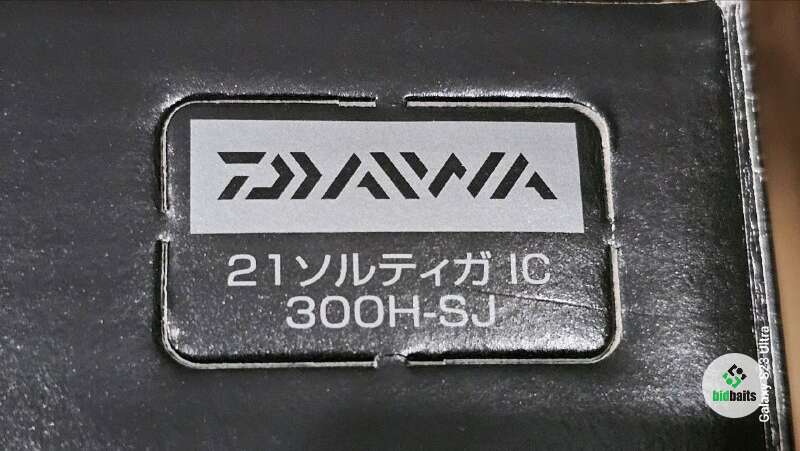 DAIWA
21ソルティガ IC
300H-SJ
bidbaits
Galaxy S23 Ultra